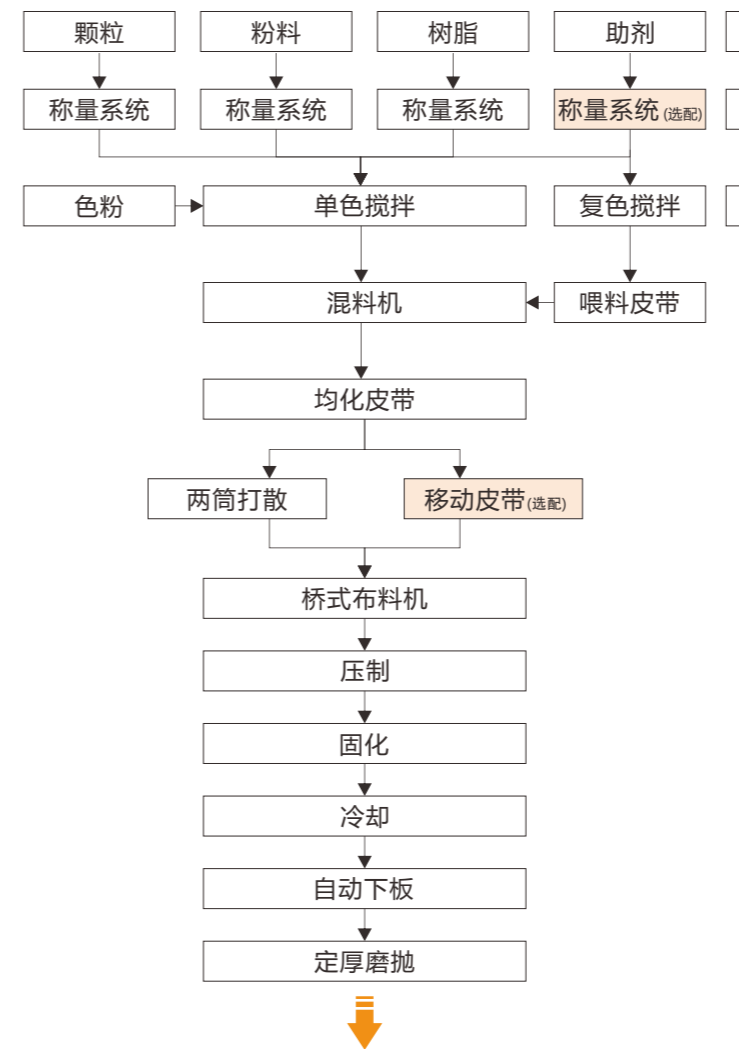 颗粒
粉料
树脂
助剂
称量系统
称量系统
称量系统
称量系统 (选配)
色粉
单色搅拌
复色搅拌
混料机
喂料皮带
均化皮带
两筒打散
移动皮带(选配)
桥式布料机
压制
固化
冷却
自动下板
定厚磨抛